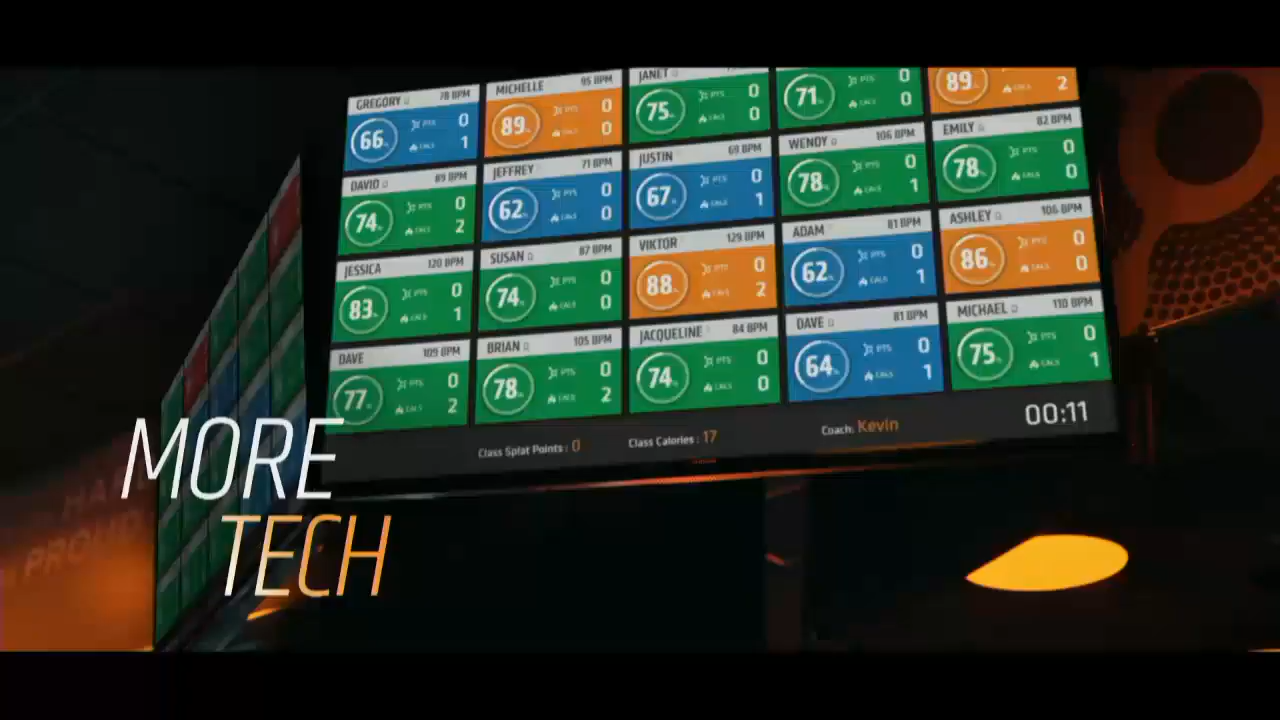 GREGORY 78 BPM
66% PTS 0
CALS 1
MICHELLE 95 BPM
89% PTS 0
CALS 0
JANET
75% PTS 0
CALS 0
71% PTS 0
CALS 0
89% CALS 2
DAVID 89 BPM
74% PTS 0
CALS 2
JEFFREY 71 BPM
62% PTS 0
CALS 0
JUSTIN 69 BPM
67% PTS 0
CALS 1
WENDY 106 BPM
78% PTS 0
CALS 1
EMILY 82 BPM
78% PTS 0
CALS 0
JESSICA 120 BPM
83% PTS 0
CALS 1
SUSAN 87 BPM
74% PTS 0
CALS 0
VIKTOR 129 BPM
88% PTS 0
CALS 2
ADAM 81 BPM
62% PTS 0
CALS 1
ASHLEY 106 BPM
86% PTS 0
CALS 0
DAVE 109 BPM
77% PTS 0
CALS 2
BRIAN 105 BPM
78% PTS 0
CALS 2
JACQUELINE 84 BPM
74% PTS 0
CALS 0
DAVE 81 BPM
64% PTS 0
CALS 1
MICHAEL 110 BPM
75% PTS 0
CALS 1
Class Splat Points : 0 Class Calories : 17 Coach: Kevin 00:11
MORE
TECH